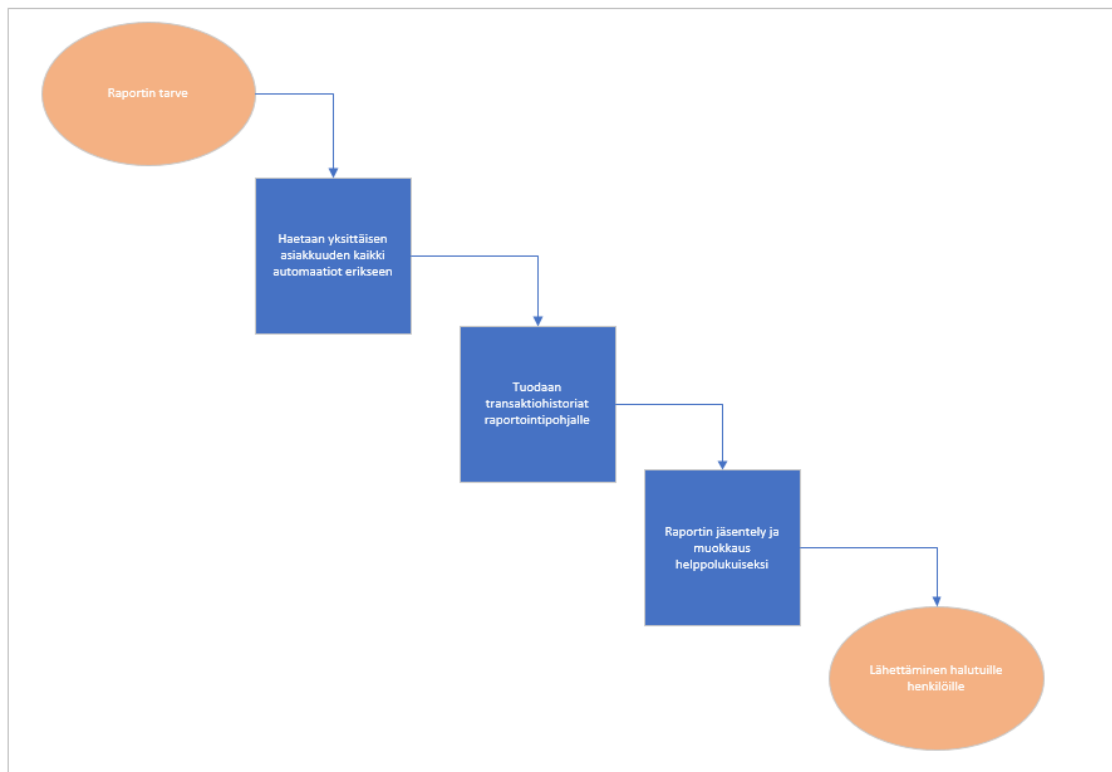 Raportin tarve
Haetaan yksittäisen
asiakkuuden kaikki
automaatiot erikseen
Tuodaan
transaktiohistoriat
raportointipohjalle
Raportin jäsentely ja
muokkaus
helppolukuiseksi
Lähettäminen halutuille
henkilöille